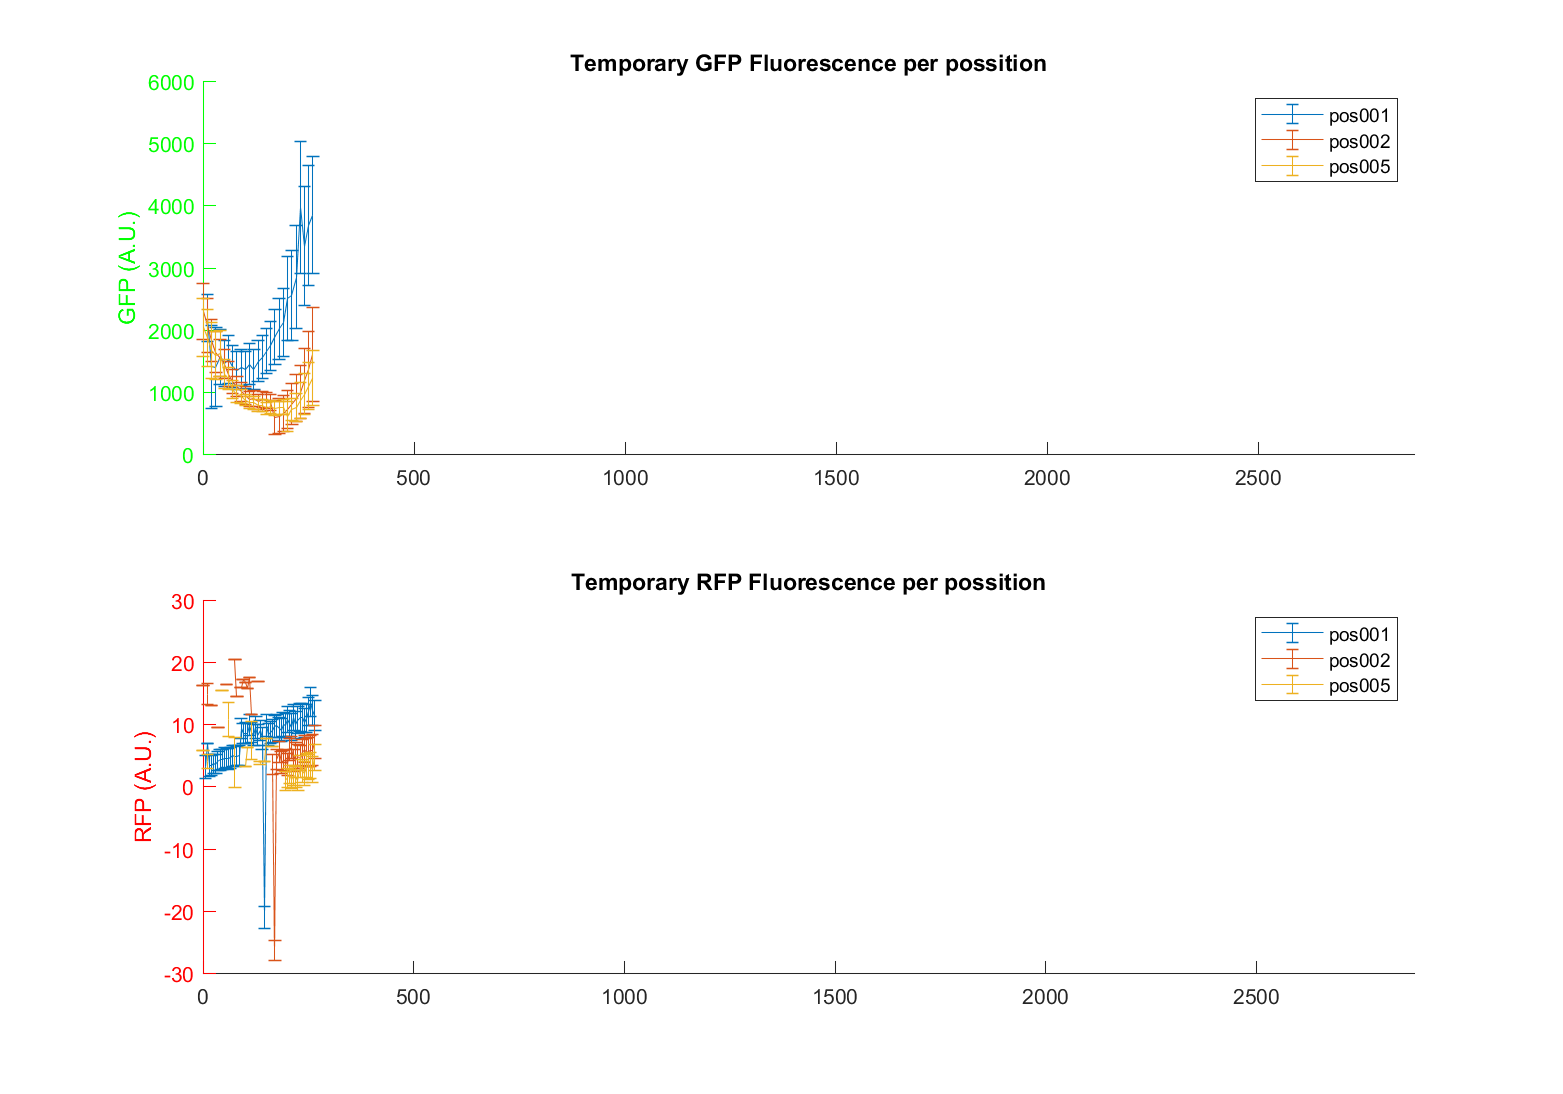 Temporary GFP Fluorescence per possition
6000
5000
4000
3000
2000
1000
0
GFP (A.U.)
pos001
pos002
pos005
0 500 1000 1500 2000 2500
Temporary RFP Fluorescence per possition
30
20
10
0
-10
-20
-30
RFP (A.U.)
pos001
pos002
pos005
0 500 1000 1500 2000 2500